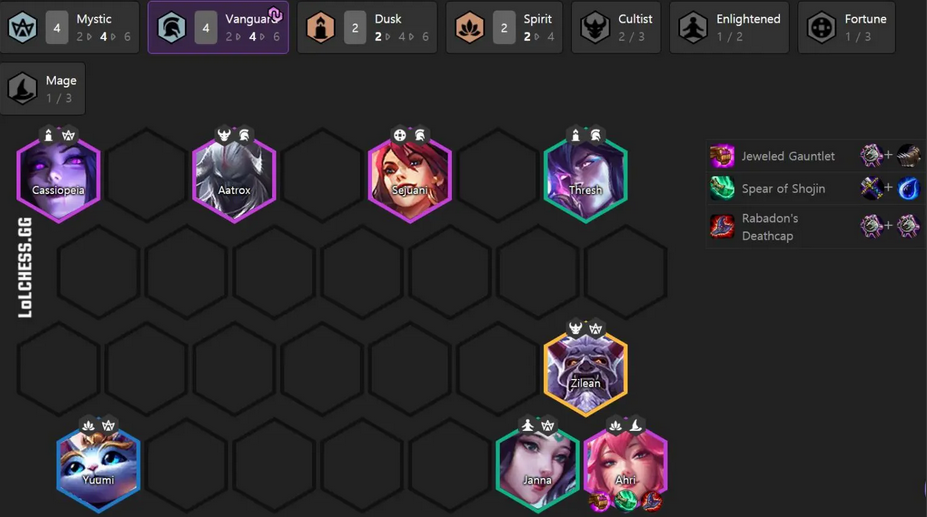 4
Mystic
2 ▹ 4 ▹ 6
4
Vanguard
2 ▹ 4 ▹ 6
2
Dusk
2 ▹ 4 ▹ 6
2
Spirit
2 ▹ 4
Cultist
2 / 3
Enlightened
1 / 2
Fortune
1 / 3
Mage
1 / 3
Cassiopeia
Aatrox
Sejuani
Thresh
Jeweled Gauntlet
+
Spear of Shojin
+
Rabadon's
Deathcap
+
LoLCHESS.GG
Zilean
Yuumi
Janna
Ahri